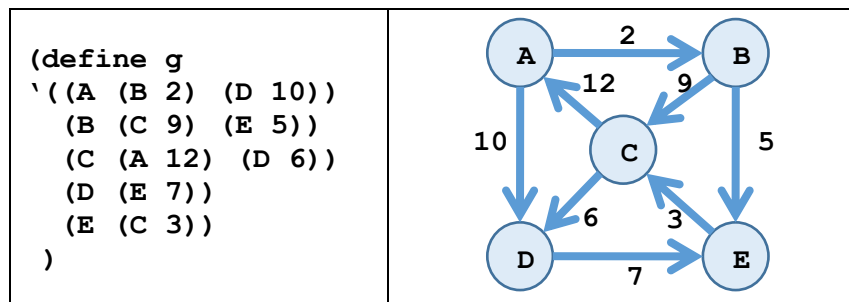 (define g
‘((A (B 2) (D 10))
(B (C 9) (E 5))
(C (A 12) (D 6))
(D (E 7))
(E (C 3))
)
A
2
B
12
9
10
C
5
6
3
D
7
E